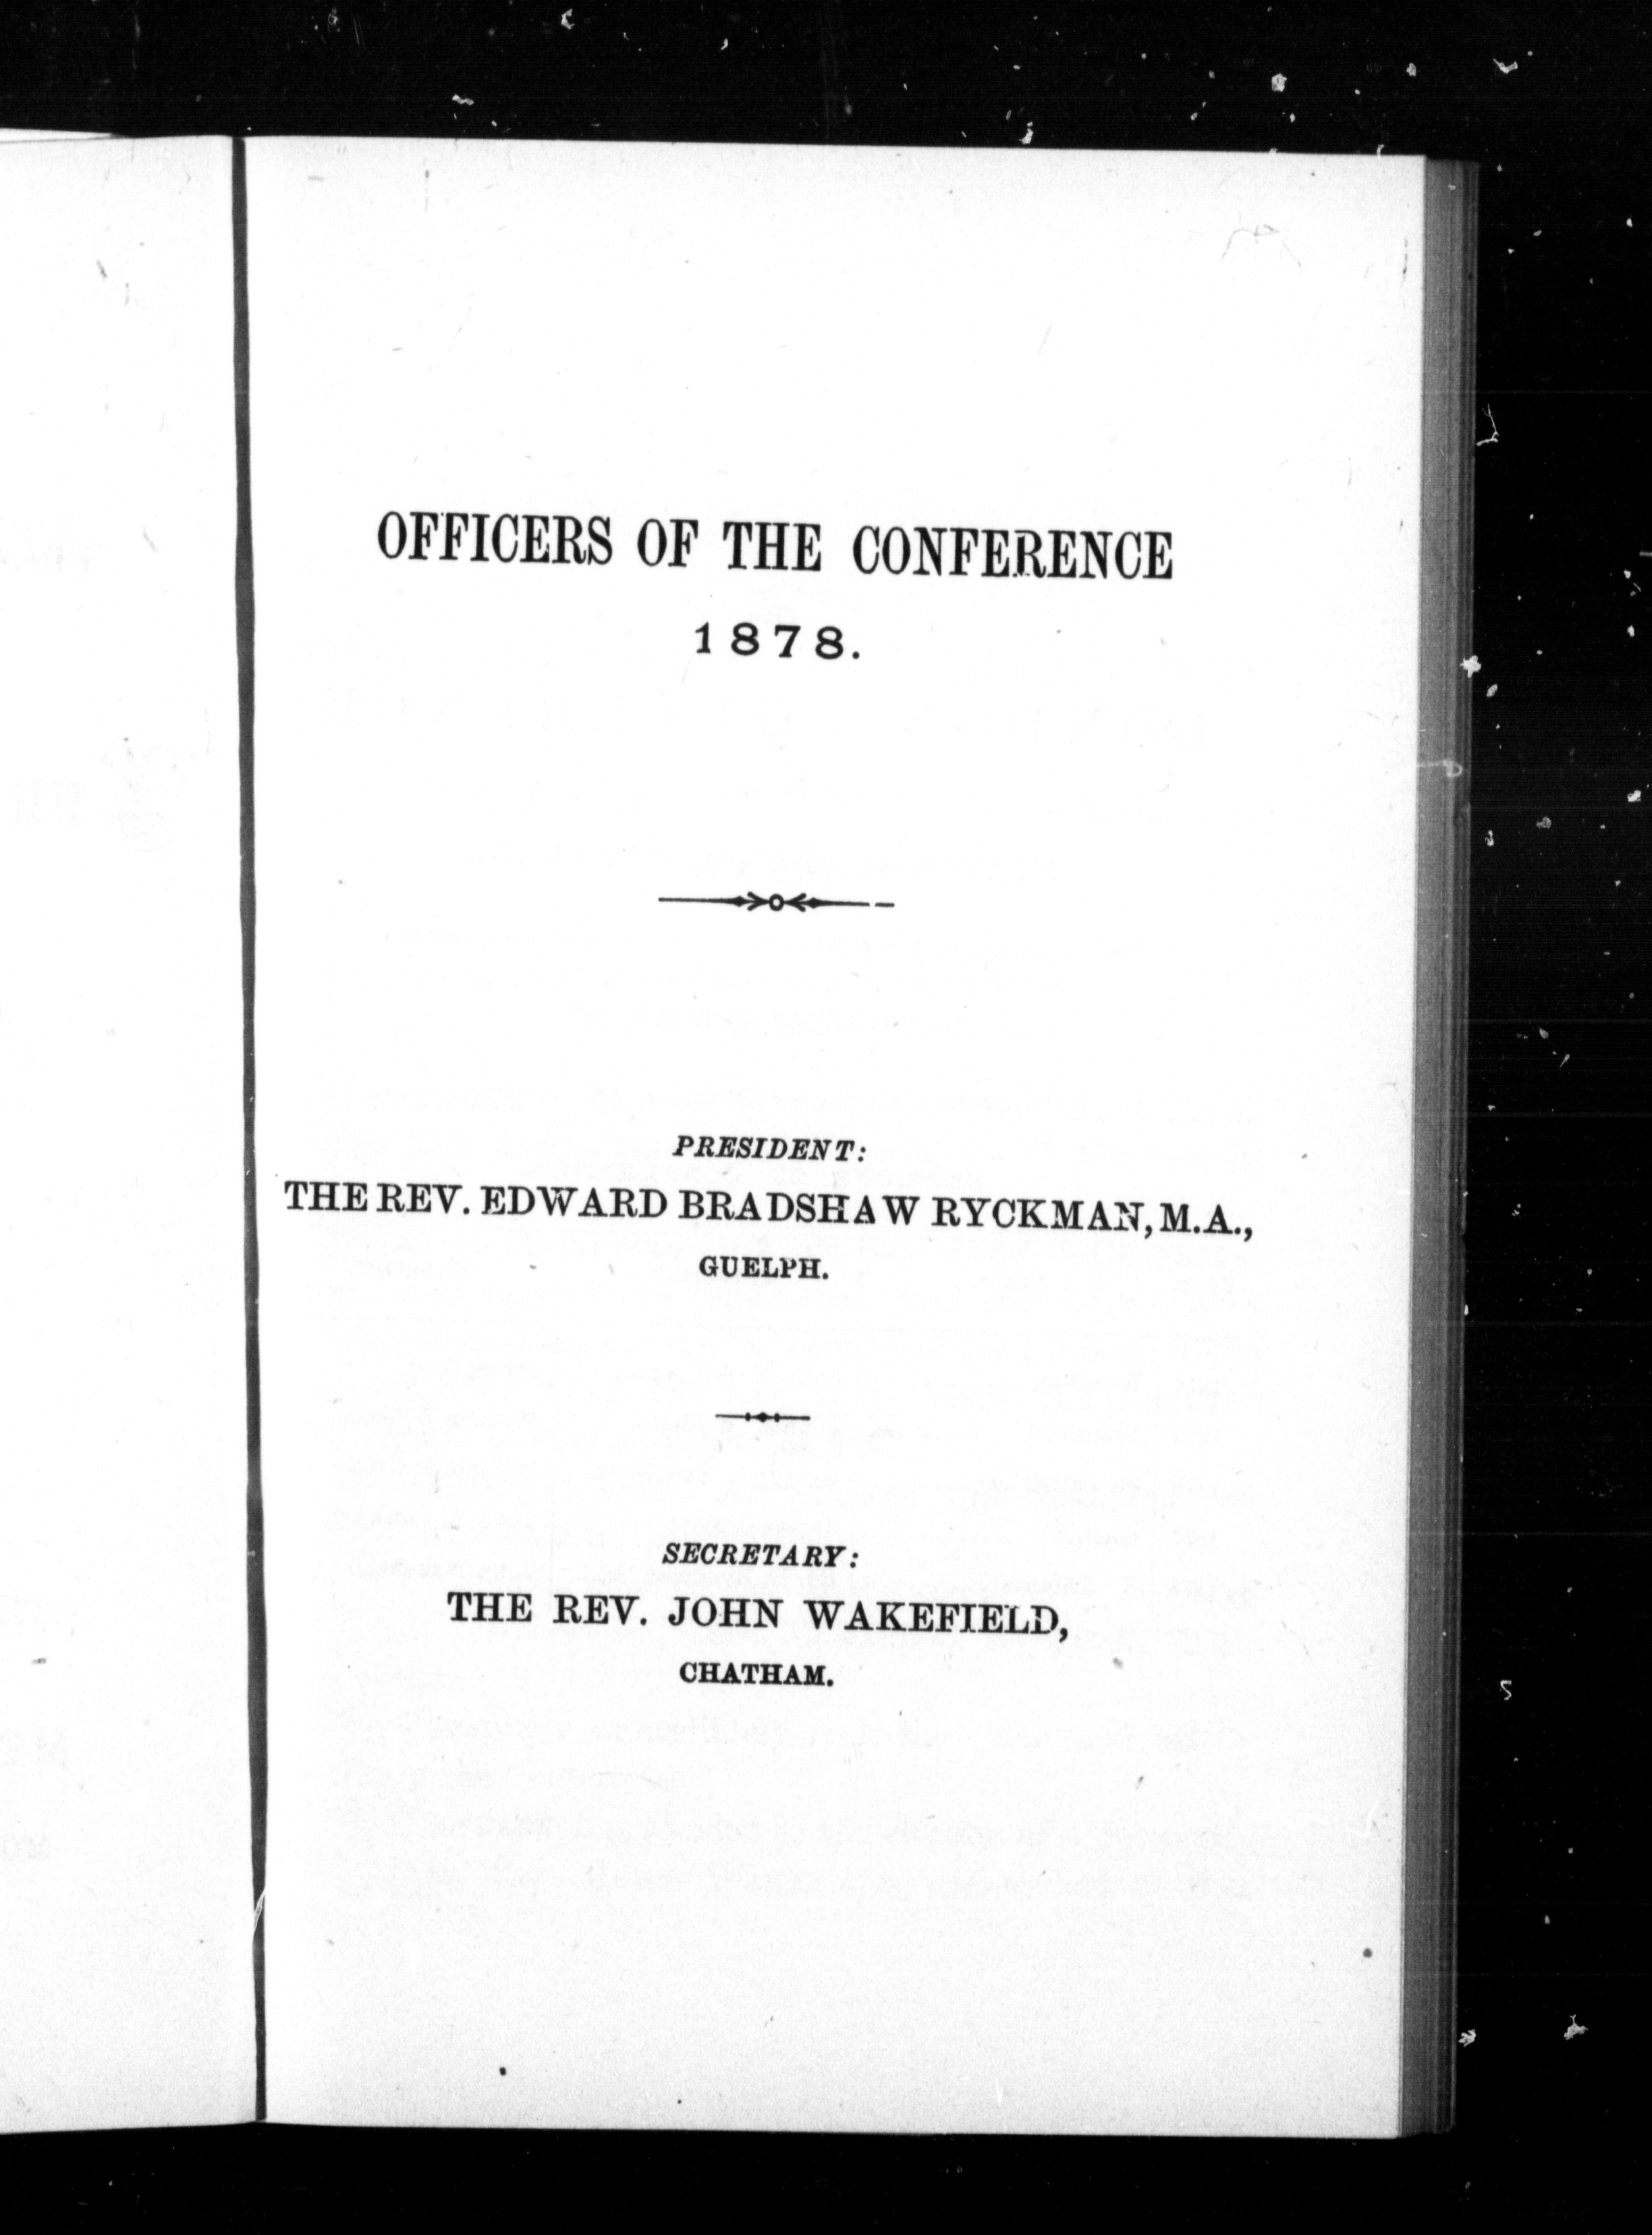 OFFICERS OF THE CONFERENCE
1878.
PRESIDENT:
THE REV. EDWARD BRADSHAW RYCKMAN, M.A.,
GUELPH.
SECRETARY:
THE REV. JOHN WAKEFIELD,
CHATHAM.